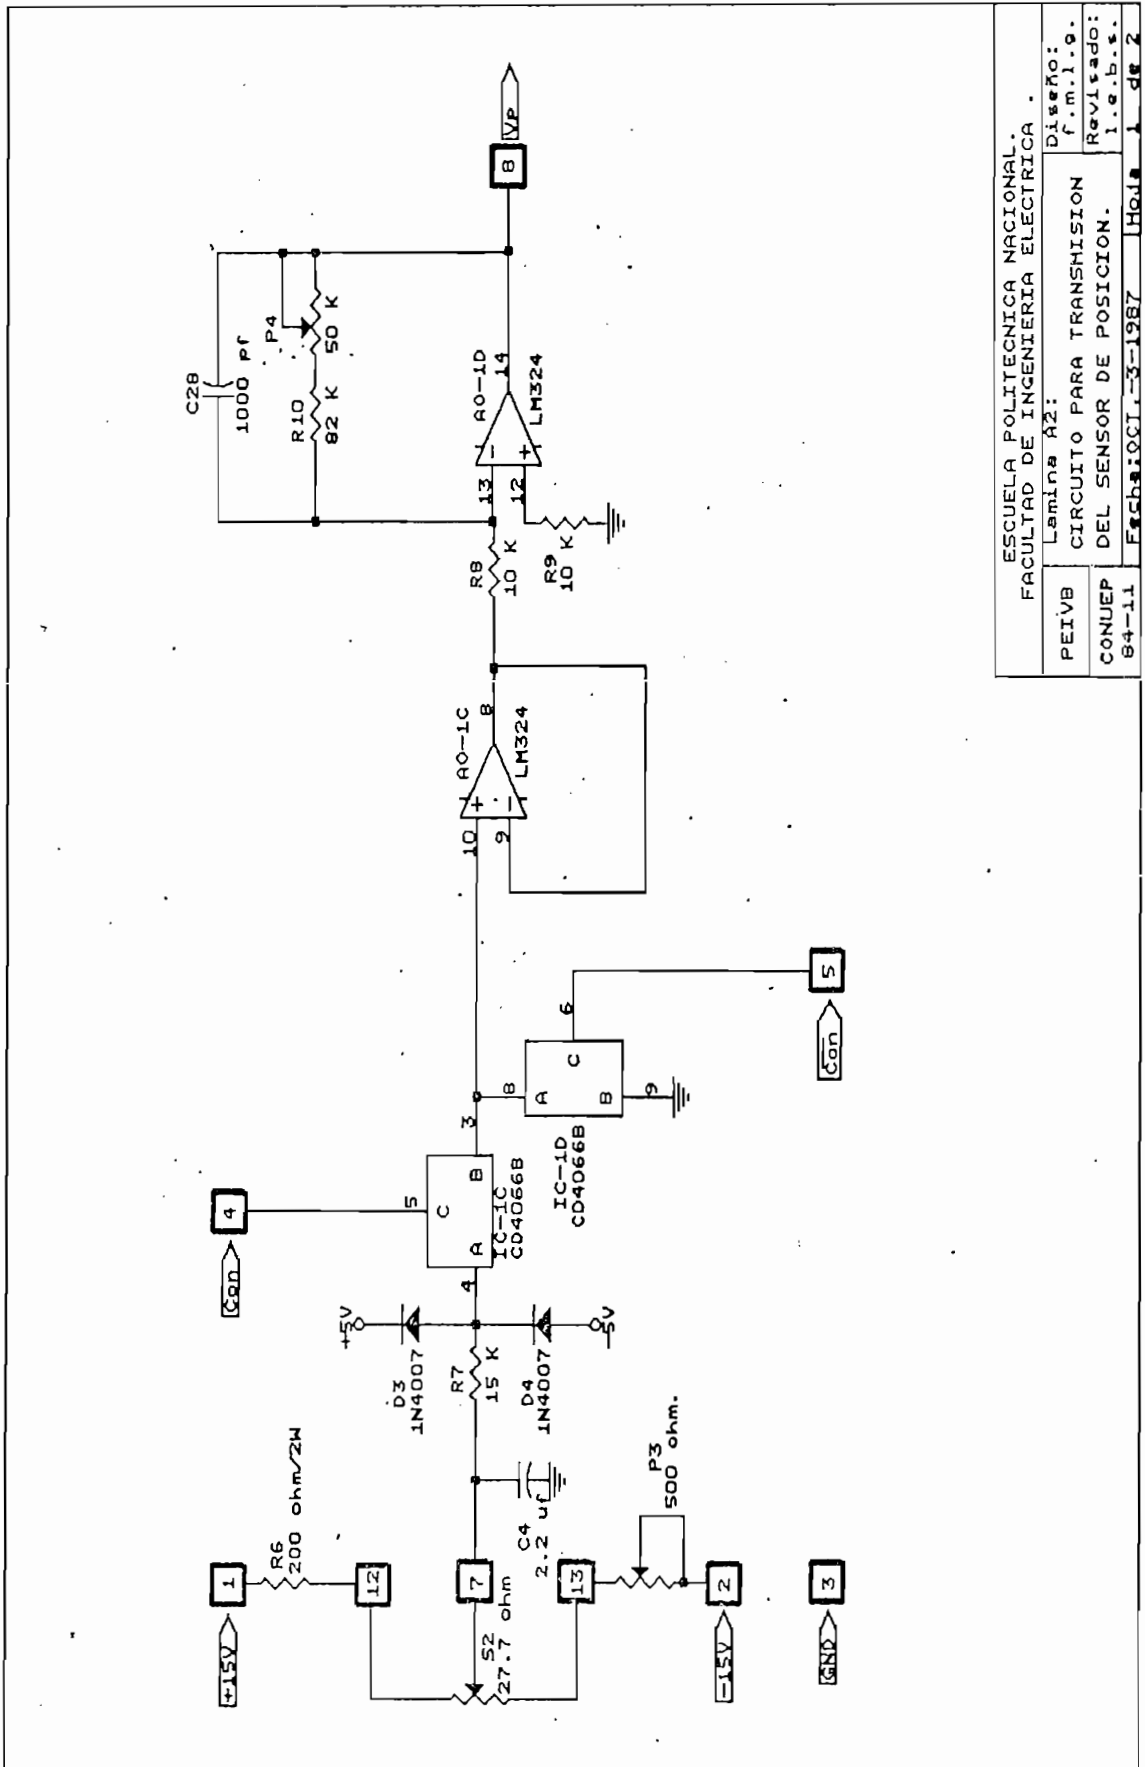 +15V
1
R6
200 ohm/2W
12
S2
27.7 ohm
7
C4
2.2 uf
13
P3
500 ohm.
-15V
2
GND
3
+5V
D3
1N4007
R7
15 K
D4
1N4007
-5V
Con
4
5
C
4
A
B
3
IC-1C
CD4066B
8
A
C
6
B
9
IC-1D
CD4066B
Con
5
10
+
9
-
AO-1C
8
LM324
R8
10 K
R9
10 K
C28
1000 pf
R10
82 K
P4
50 K
13
-
12
+
AO-1D
14
LM324
8
Vp
ESCUELA POLITECNICA NACIONAL.
FACULTAD DE INGENIERIA ELECTRICA .
PEIVB
CONUEP
84-11
Lamina A2:
CIRCUITO PARA TRANSMISION
DEL SENSOR DE POSICION.
Diseño:
f.m.l.g.
Revisado:
l.e.b.s.
Fecha:OCT.-3-1987
Hoja 1 de 2